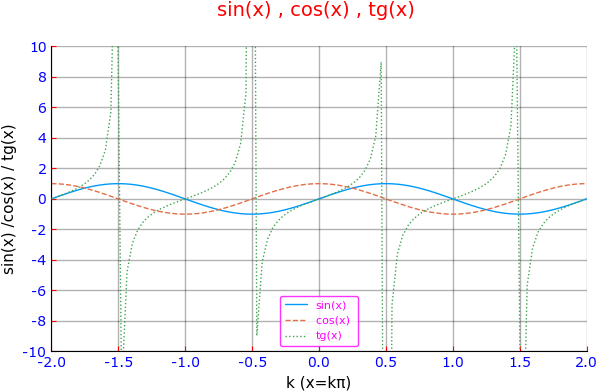 sin(x) , cos(x) , tg(x)
10
8
6
4
2
0
-2
-4
-6
-8
-10
sin(x) /cos(x) / tg(x)
sin(x)
cos(x)
tg(x)
-2.0 -1.5 -1.0 -0.5 0.0 0.5 1.0 1.5 2.0
k (x=kπ)